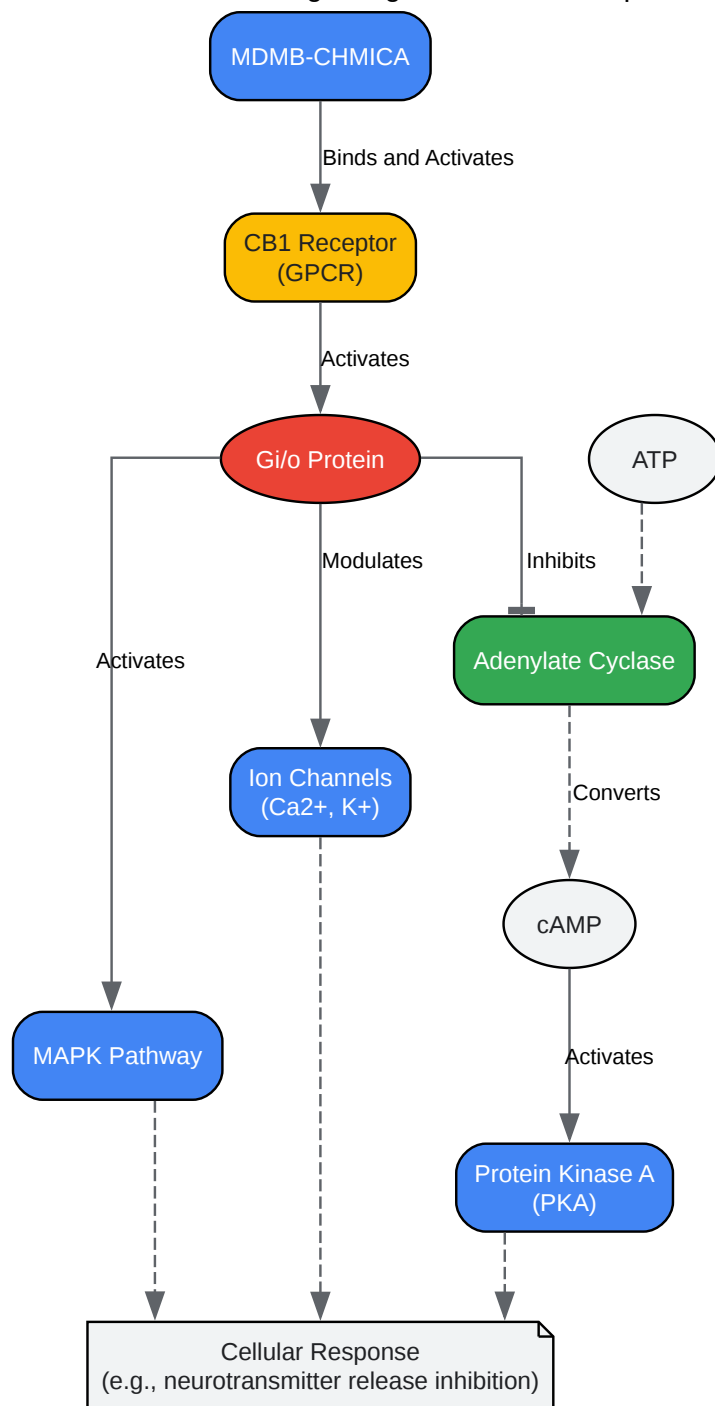 MDMB-CHMICA
Binds and Activates
CB1 Receptor
(GPCR)
Activates
Gi/o Protein
ATP
Modulates
Inhibits
Activates
Adenylate Cyclase
Ion Channels
(Ca2+, K+)
Converts
cAMP
MAPK Pathway
Activates
Protein Kinase A
(PKA)
Cellular Response
(e.g., neurotransmitter release inhibition)